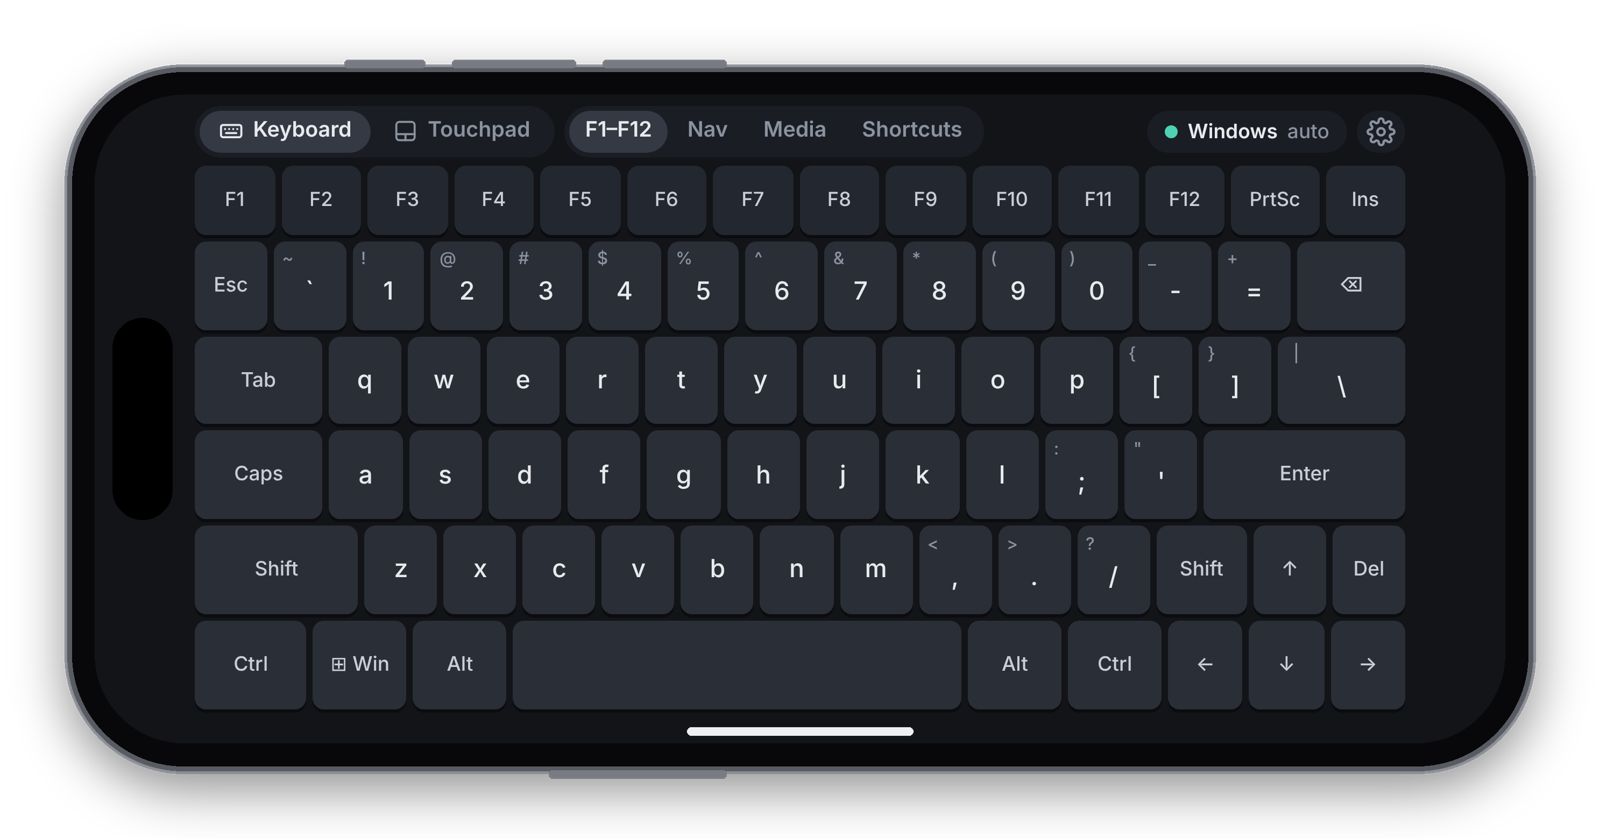 Keyboard Touchpad F1–F12 Nav Media Shortcuts Windows auto
F1 F2 F3 F4 F5 F6 F7 F8 F9 F10 F11 F12 PrtSc Ins
~ ! @ # $ % ^ & * ( ) _ +
Esc ` 1 2 3 4 5 6 7 8 9 0 - = ⌫
{ } |
Tab q w e r t y u i o p [ ] \
: "
Caps a s d f g h j k l ; ' Enter
< > ?
Shift z x c v b n m , . / Shift ↑ Del
Ctrl ⊞ Win Alt Alt Ctrl ← ↓ →